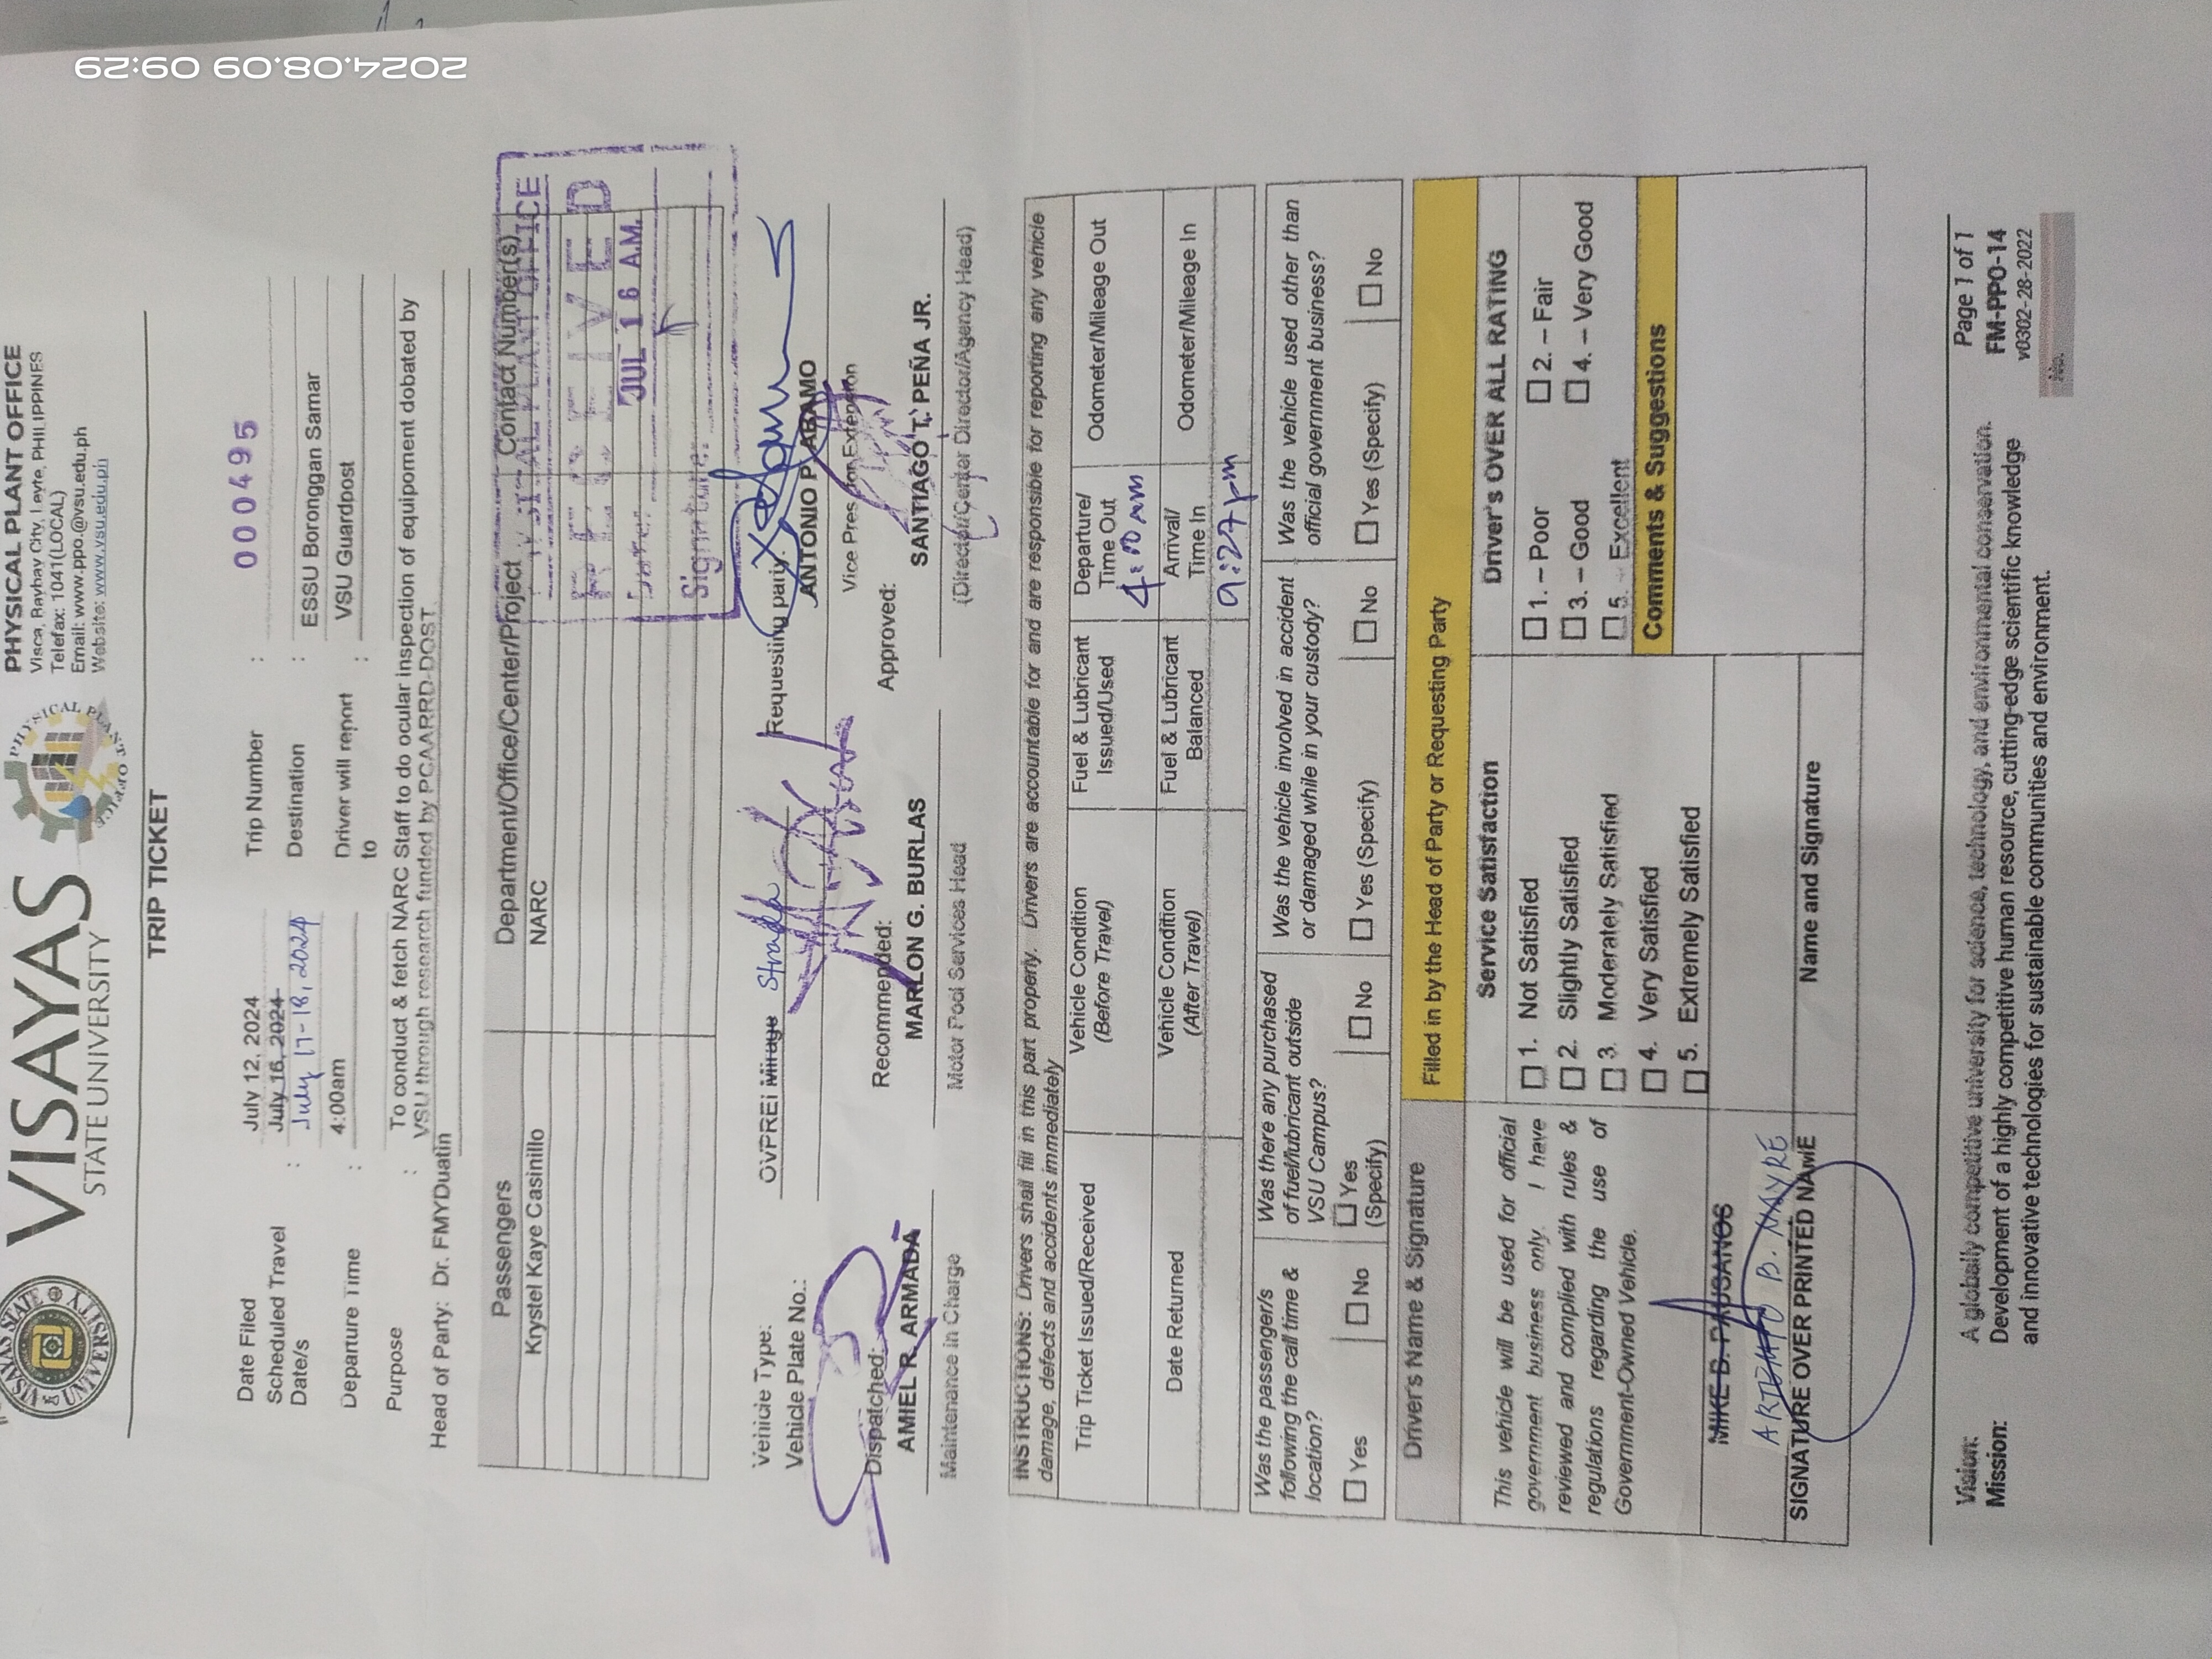 2024.08.09 09:29
VISAYAS
STATE UNIVERSITY
PHYSICAL PLANT OFFICE
Visca, Baybay City, Leyte, PHILIPPINES
Telefax: 1041(LOCAL)
Email: www.ppo.@vsu.edu.ph
Website: www.vsu.edu.ph
TRIP TICKET
Date Filed July 12, 2024 Trip Number : 000495
Scheduled Travel Date/s : July 16, 2024 July 17-18, 2024 Destination : ESSU Boronggan Samar
Departure Time : 4:00am Driver will report to : VSU Guardpost
Purpose : To conduct & fetch NARC Staff to do ocular inspection of equipoment dobated by
VSU through research funded by PCAARRD-DOST
Head of Party: Dr. FMYDuatin
Passengers Department/Office/Center/Project Contact Number(s)
Krystel Kaye Casinillo NARC
PHYSICAL PLANT OFFICE
RECEIVED
JUL 16 A.M.
Signature:
Vehicle Type: OVPREi Mirage Strada
Vehicle Plate No.:
Requesting party:
ANTONIO P. ABAMO
Vice Pres. for Extension
Dispatched: Recommended: Approved:
AMIEL R. ARMADA MARLON G. BURLAS SANTIAGO T. PEÑA JR.
Maintenance in Charge Motor Pool Services Head (Director/Center Director/Agency Head)
INSTRUCTIONS: Drivers shall fill in this part properly. Drivers are accountable for and are responsible for reporting any vehicle
damage, defects and accidents immediately
Trip Ticket Issued/Received Vehicle Condition (Before Travel) Fuel & Lubricant Issued/Used Departure/ Time Out Odometer/Mileage Out
4:00 am
Date Returned Vehicle Condition (After Travel) Fuel & Lubricant Balanced Arrival/ Time In Odometer/Mileage In
9:27 pm
Was the passenger/s following the call time & location?
Yes No
Was there any purchased of fuel/lubricant outside VSU Campus?
Yes (Specify) No
Was the vehicle involved in accident or damaged while in your custody?
Yes (Specify) No
Was the vehicle used other than official government business?
Yes (Specify) No
Driver's Name & Signature
This vehicle will be used for official
government business only. I have
reviewed and complied with rules &
regulations regarding the use of
Government-Owned Vehicle.
MIKE B. PAUSANOS
B. NAYRE
SIGNATURE OVER PRINTED NAME
Filled in by the Head of Party or Requesting Party
Service Satisfaction
1. Not Satisfied
2. Slightly Satisfied
3. Moderately Satisfied
4. Very Satisfied
5. Extremely Satisfied
Name and Signature
Driver's OVER ALL RATING
1. – Poor 2. – Fair
3. – Good 4. – Very Good
5. – Excellent
Comments & Suggestions
Vision: A globally competitive university for science, technology, and environmental conservation.
Mission: Development of a highly competitive human resource, cutting-edge scientific knowledge
and innovative technologies for sustainable communities and environment.
Page 1 of 1
FM-PPO-14
v0302-28-2022
No.